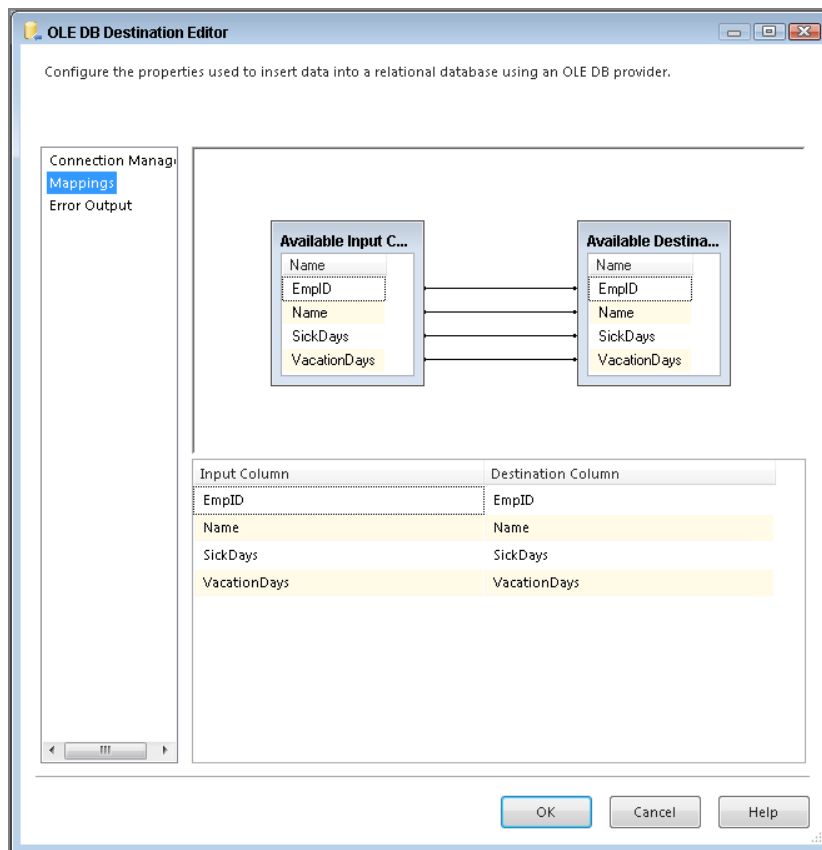 OLE DB Destination Editor
Configure the properties used to insert data into a relational database using an OLE DB provider.
Connection Manag
Mappings
Error Output
Available Input C...
Name
EmpID
Name
SickDays
VacationDays
Available Destina...
Name
EmpID
Name
SickDays
VacationDays
Input Column Destination Column
EmpID EmpID
Name Name
SickDays SickDays
VacationDays VacationDays
OK Cancel Help